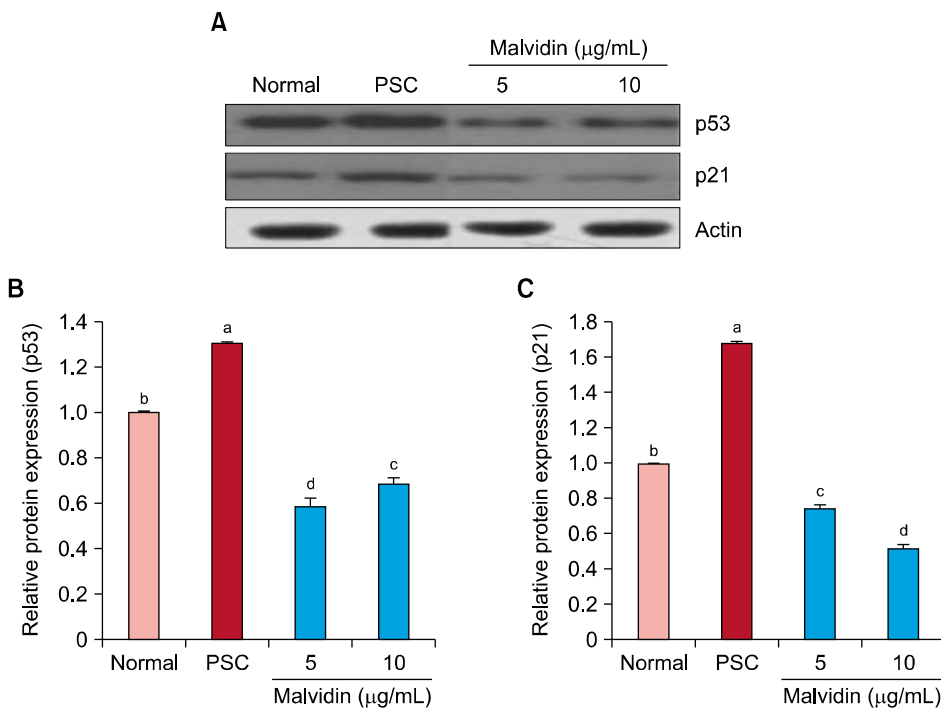 A
Malvidin (μg/mL)
Normal PSC 5 10
p53
p21
Actin
B
Relative protein expression (p53)
1.4
1.2
1.0
0.8
0.6
0.4
0.2
0
b
a
d
c
Normal PSC 5 10
Malvidin (μg/mL)
C
Relative protein expression (p21)
1.8
1.6
1.4
1.2
1.0
0.8
0.6
0.4
0.2
0
b
a
c
d
Normal PSC 5 10
Malvidin (μg/mL)